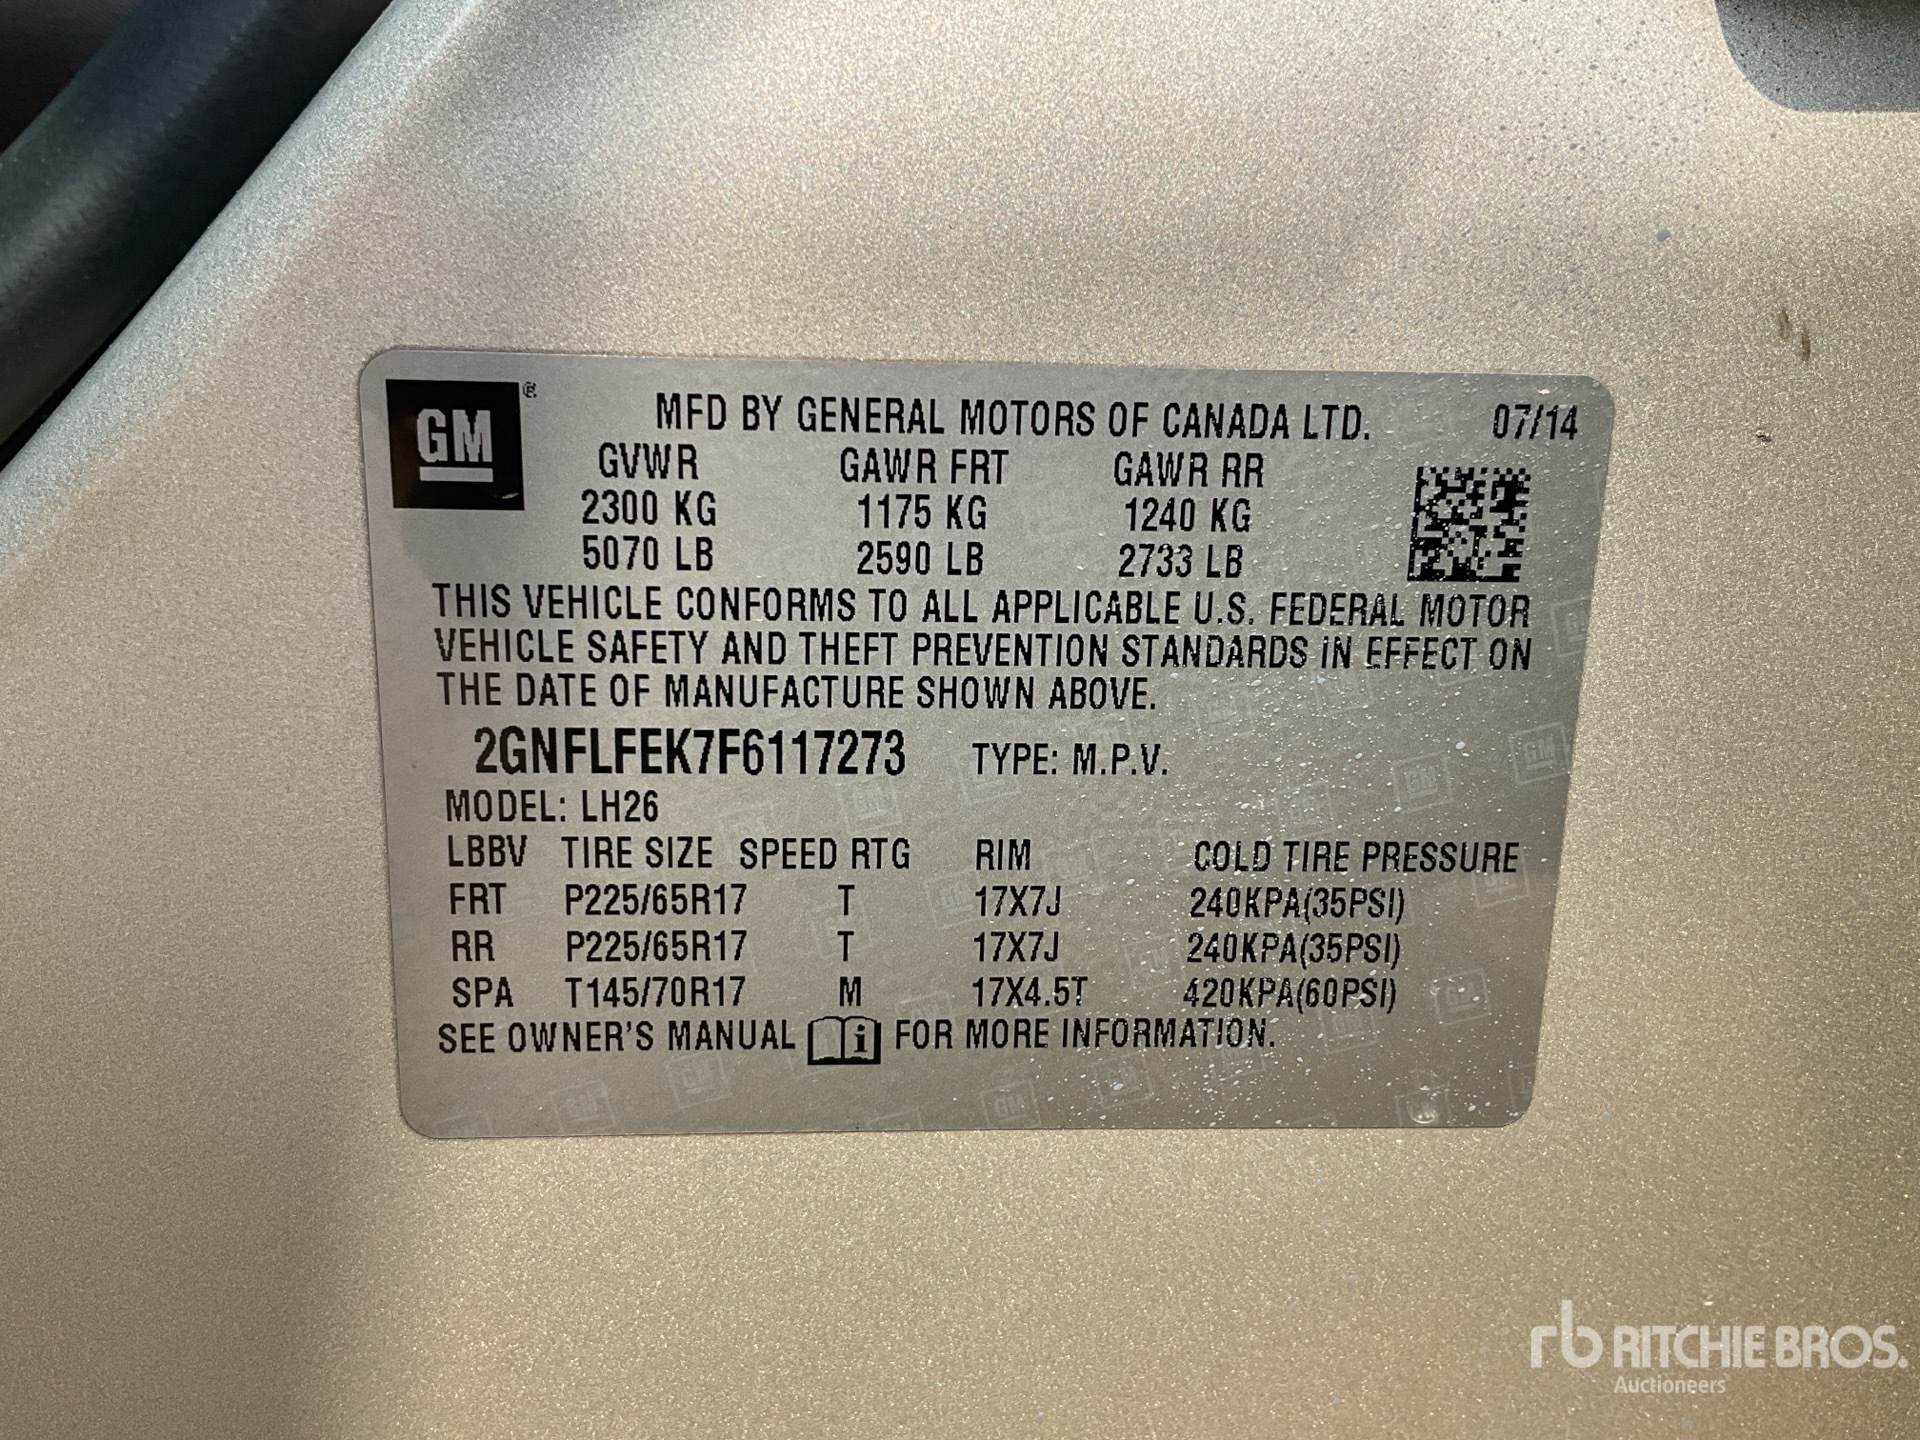 GM ®
MFD BY GENERAL MOTORS OF CANADA LTD. 07/14
GVWR GAWR FRT GAWR RR
2300 KG 1175 KG 1240 KG
5070 LB 2590 LB 2733 LB
THIS VEHICLE CONFORMS TO ALL APPLICABLE U.S. FEDERAL MOTOR
VEHICLE SAFETY AND THEFT PREVENTION STANDARDS IN EFFECT ON
THE DATE OF MANUFACTURE SHOWN ABOVE.
2GNFLFEK7F6117273 TYPE: M.P.V.
MODEL: LH26
LBBV TIRE SIZE SPEED RTG RIM COLD TIRE PRESSURE
FRT P225/65R17 T 17X7J 240KPA(35PSI)
RR P225/65R17 T 17X7J 240KPA(35PSI)
SPA T145/70R17 M 17X4.5T 420KPA(60PSI)
SEE OWNER'S MANUAL i FOR MORE INFORMATION.
rb RITCHIE BROS.
Auctioneers